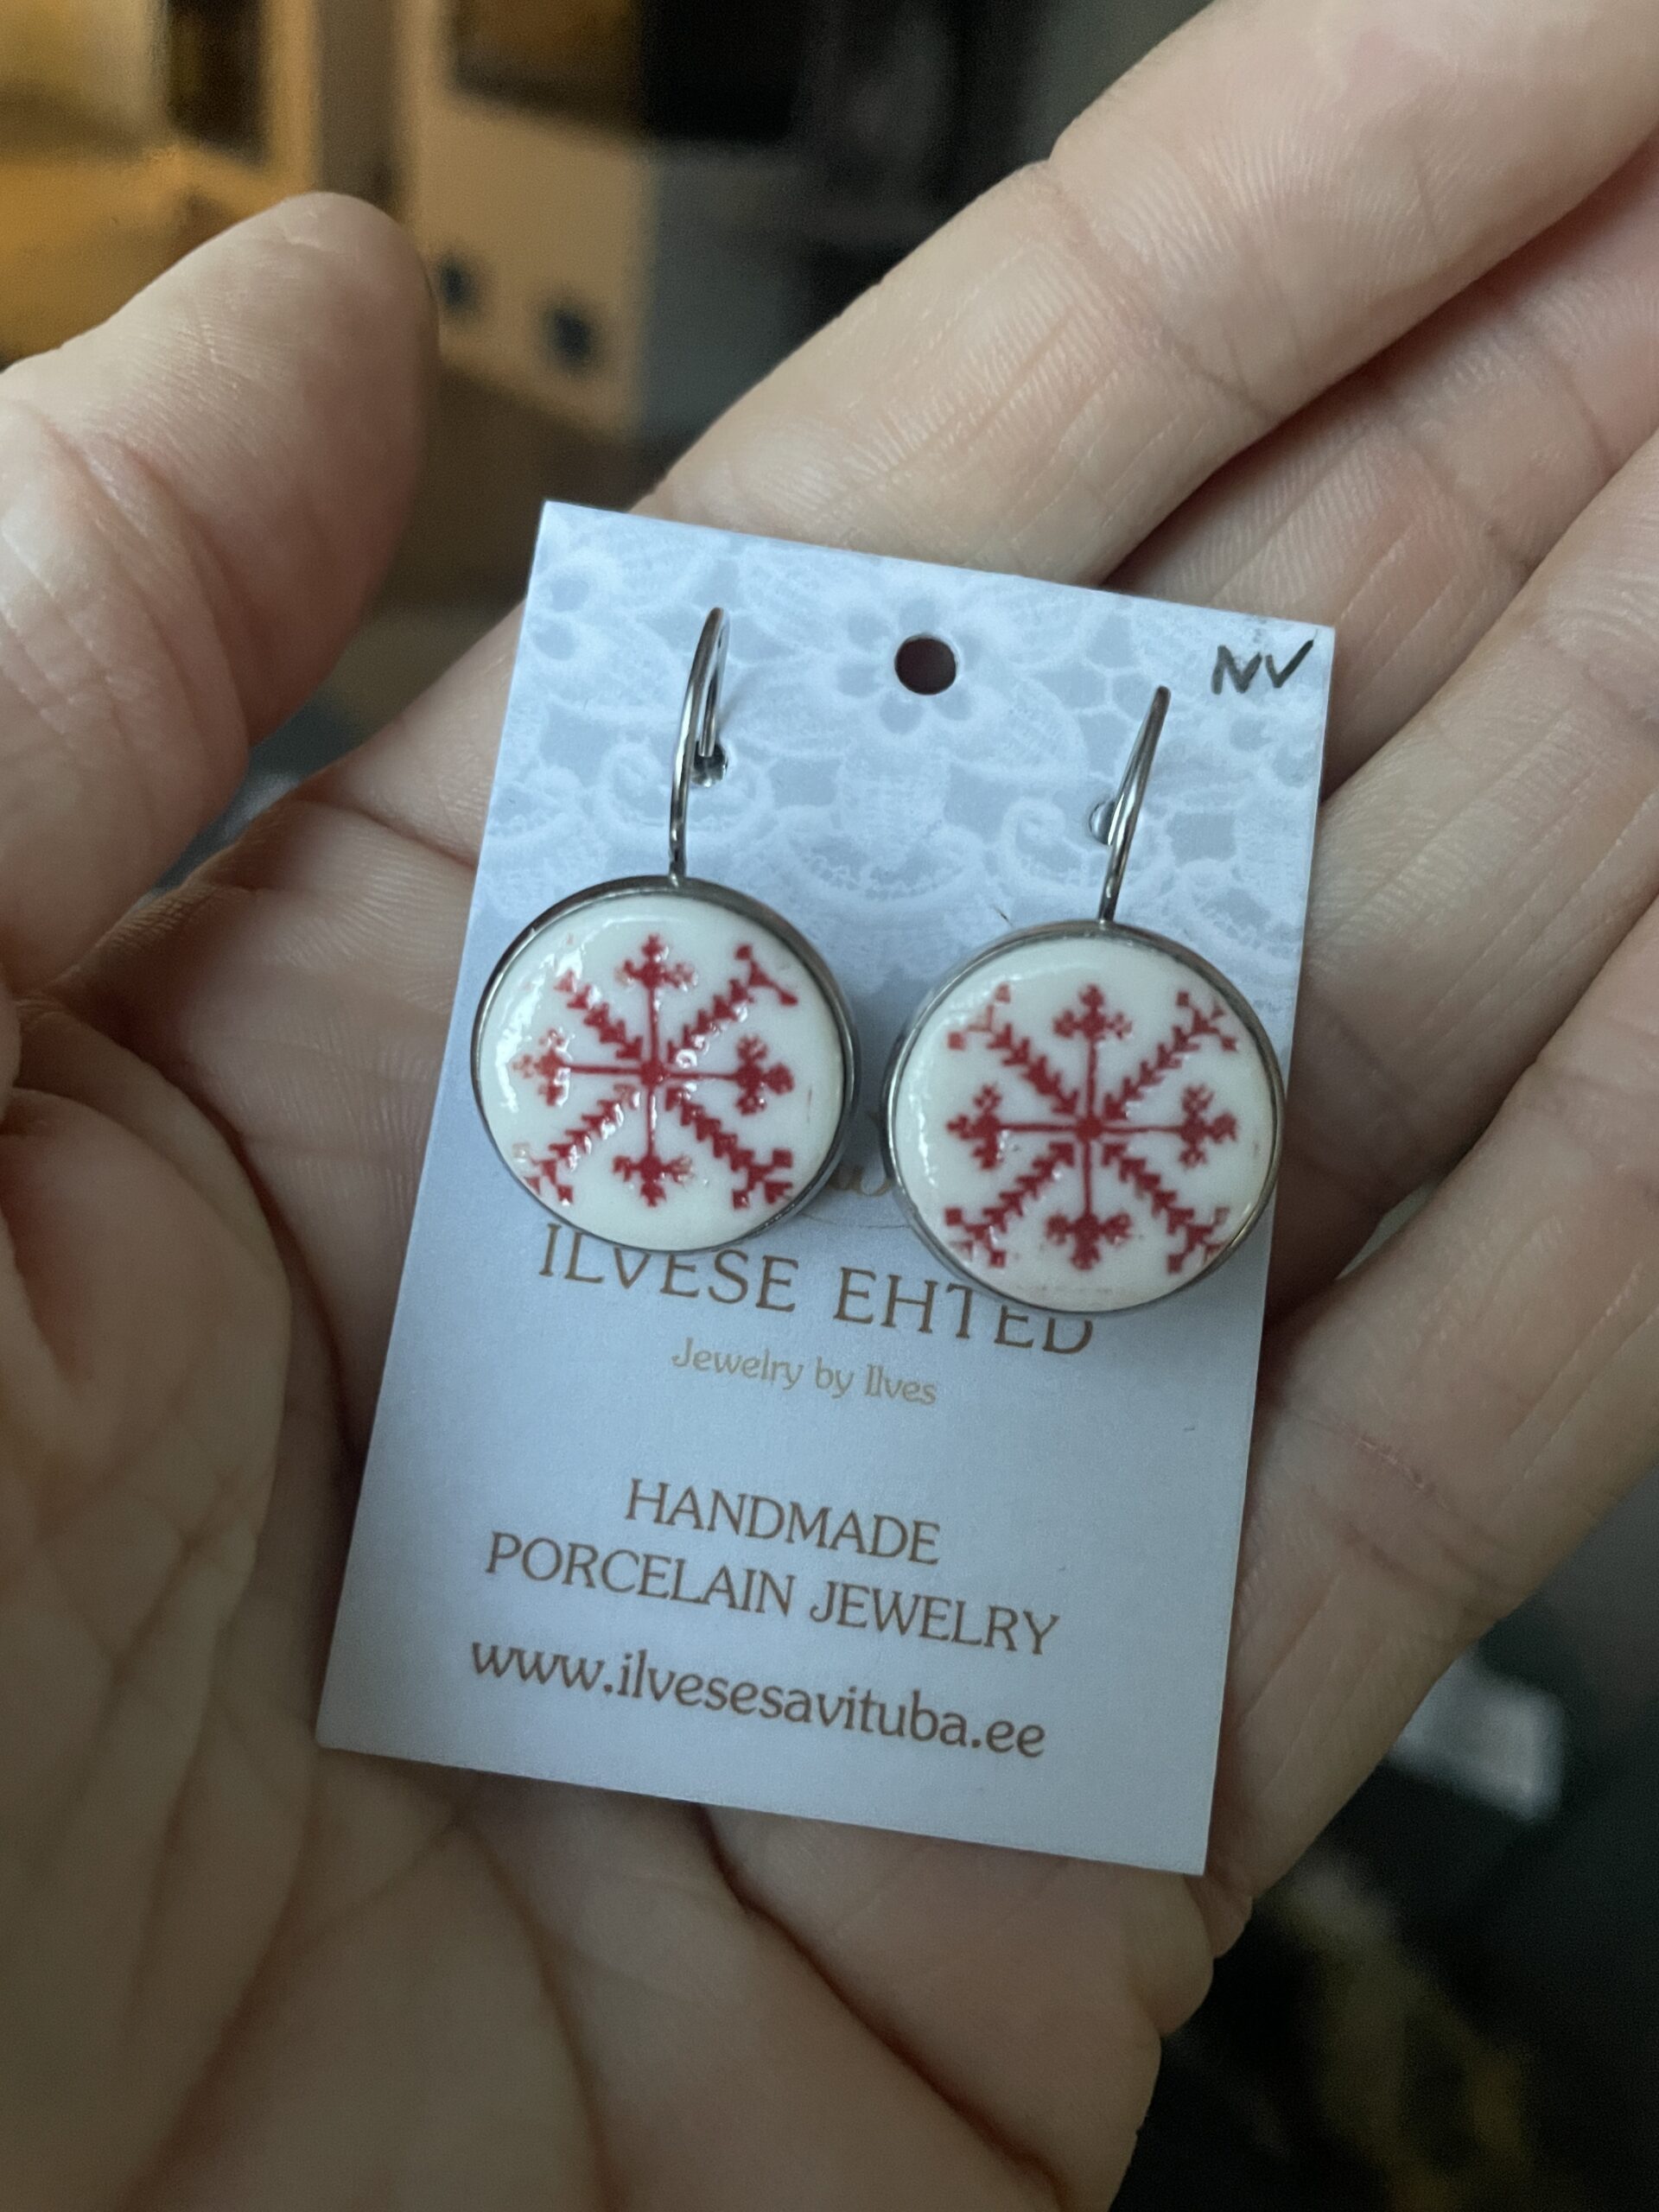 NV
ILVESE EHTED
Jewelry by Ilves
HANDMADE
PORCELAIN JEWELRY
www.ilvesesavituba.ee